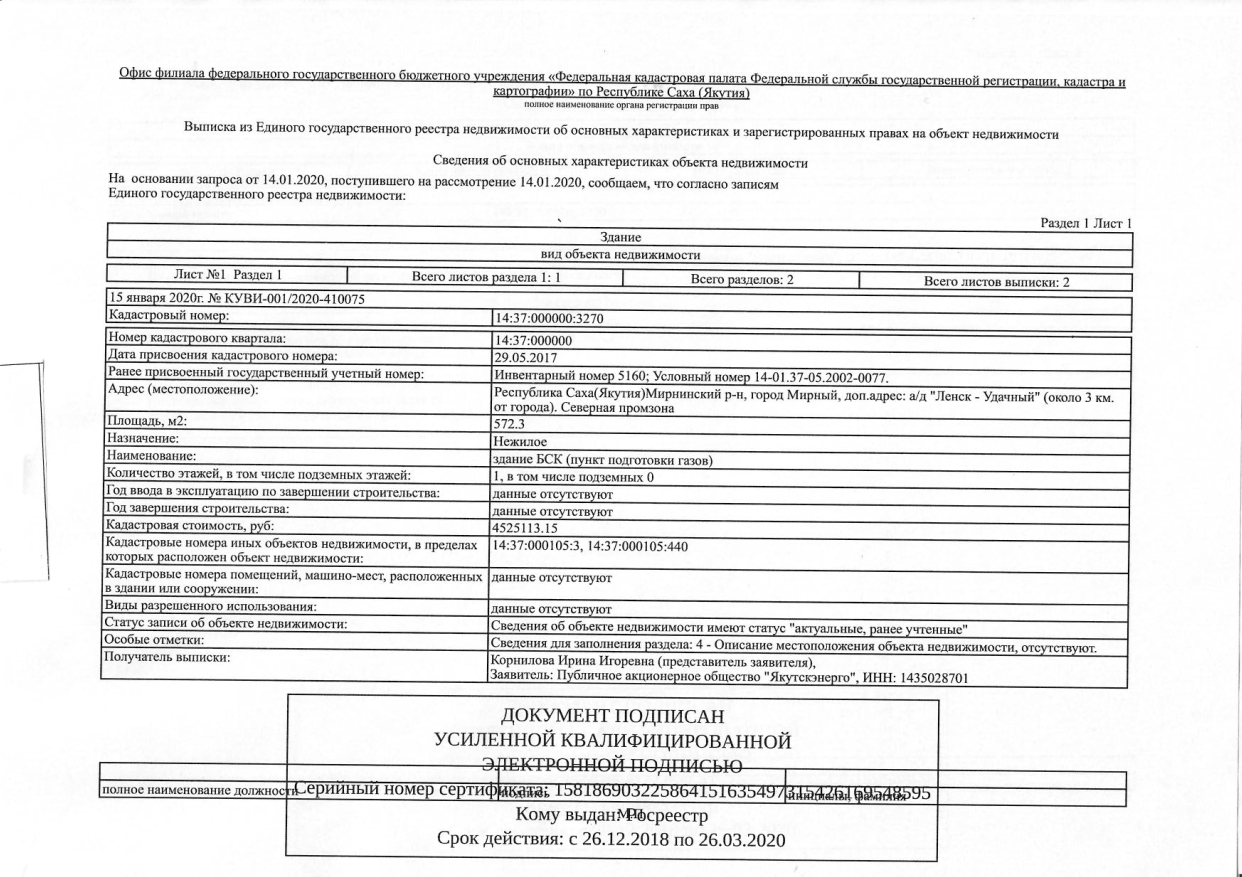 Офис филиала федерального государственного бюджетного учреждения «Федеральная кадастровая палата Федеральной службы государственной регистрации, кадастра и
картографии» по Республике Саха (Якутия)
полное наименование органа регистрации прав
Выписка из Единого государственного реестра недвижимости об основных характеристиках и зарегистрированных правах на объект недвижимости
Сведения об основных характеристиках объекта недвижимости
На основании запроса от 14.01.2020, поступившего на рассмотрение 14.01.2020, сообщаем, что согласно записям
Единого государственного реестра недвижимости:
Раздел 1 Лист 1
Здание
вид объекта недвижимости
Лист №1 Раздел 1 Всего листов раздела 1: 1 Всего разделов: 2 Всего листов выписки: 2
15 января 2020г. № КУВИ-001/2020-410075
Кадастровый номер: 14:37:000000:3270
Номер кадастрового квартала: 14:37:000000
Дата присвоения кадастрового номера: 29.05.2017
Ранее присвоенный государственный учетный номер: Инвентарный номер 5160; Условный номер 14-01.37-05.2002-0077.
Адрес (местоположение): Республика Саха(Якутия)Мирнинский р-н, город Мирный, доп.адрес: а/д "Ленск - Удачный" (около 3 км.
от города). Северная промзона
Площадь, м2: 572.3
Назначение: Нежилое
Наименование: здание БСК (пункт подготовки газов)
Количество этажей, в том числе подземных этажей: 1, в том числе подземных 0
Год ввода в эксплуатацию по завершении строительства: данные отсутствуют
Год завершения строительства: данные отсутствуют
Кадастровая стоимость, руб: 4525113.15
Кадастровые номера иных объектов недвижимости, в пределах 14:37:000105:3, 14:37:000105:440
которых расположен объект недвижимости:
Кадастровые номера помещений, машино-мест, расположенных данные отсутствуют
в здании или сооружении:
Виды разрешенного использования: данные отсутствуют
Статус записи об объекте недвижимости: Сведения об объекте недвижимости имеют статус "актуальные, ранее учтенные"
Особые отметки: Сведения для заполнения раздела: 4 - Описание местоположения объекта недвижимости, отсутствуют.
Получатель выписки: Корнилова Ирина Игоревна (представитель заявителя),
Заявитель: Публичное акционерное общество "Якутскэнерго", ИНН: 1435028701
ДОКУМЕНТ ПОДПИСАН
УСИЛЕННОЙ КВАЛИФИЦИРОВАННОЙ
ЭЛЕКТРОННОЙ ПОДПИСЬЮ
полное наименование должности подпись инициалы, фамилия
Серийный номер сертификата:
М.П.
Кому выдан: Росреестр
Срок действия: с 26.12.2018 по 26.03.2020